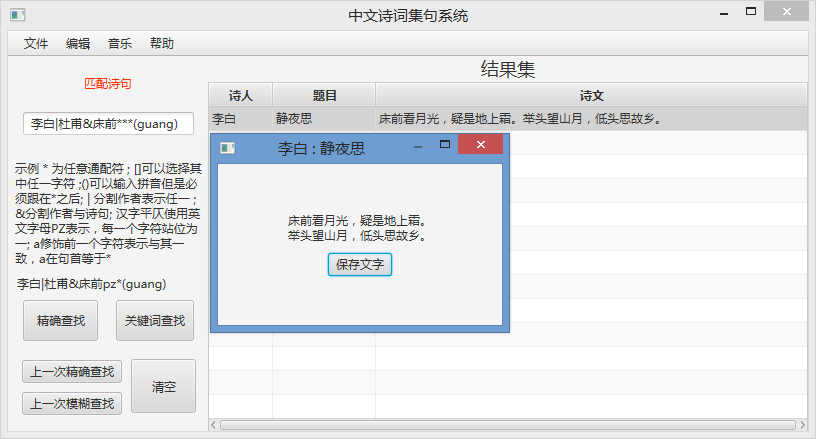 中文诗词集句系统
文件 编辑 音乐 帮助
匹配诗句
李白|杜甫&床前***(guang)
示例 * 为任意通配符 ; []可以选择其
中任一字符 ;()可以输入拼音但是必
须跟在*之后; | 分割作者表示任一 ;
&分割作者与诗句; 汉字平仄使用英
文字母PZ表示，每一个字符站位为
一; a修饰前一个字符表示与其一
致，a在句首等于*
李白|杜甫&床前pz*(guang)
精确查找 关键词查找
上一次精确查找
上一次模糊查找
清空
结果集
诗人 题目 诗文
李白 静夜思 床前看月光，疑是地上霜。举头望山月，低头思故乡。
李白 : 静夜思
床前看月光，疑是地上霜。
举头望山月，低头思故乡。
保存文字